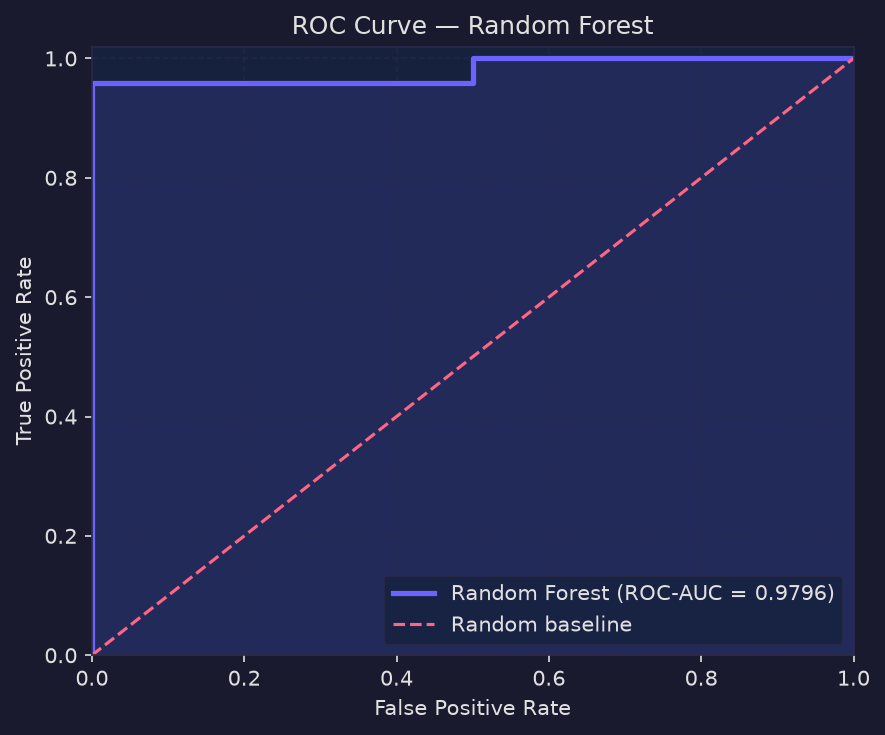 ROC Curve — Random Forest
True Positive Rate
1.0
0.8
0.6
0.4
0.2
0.0
Random Forest (ROC-AUC = 0.9796)
Random baseline
0.0 0.2 0.4 0.6 0.8 1.0
False Positive Rate